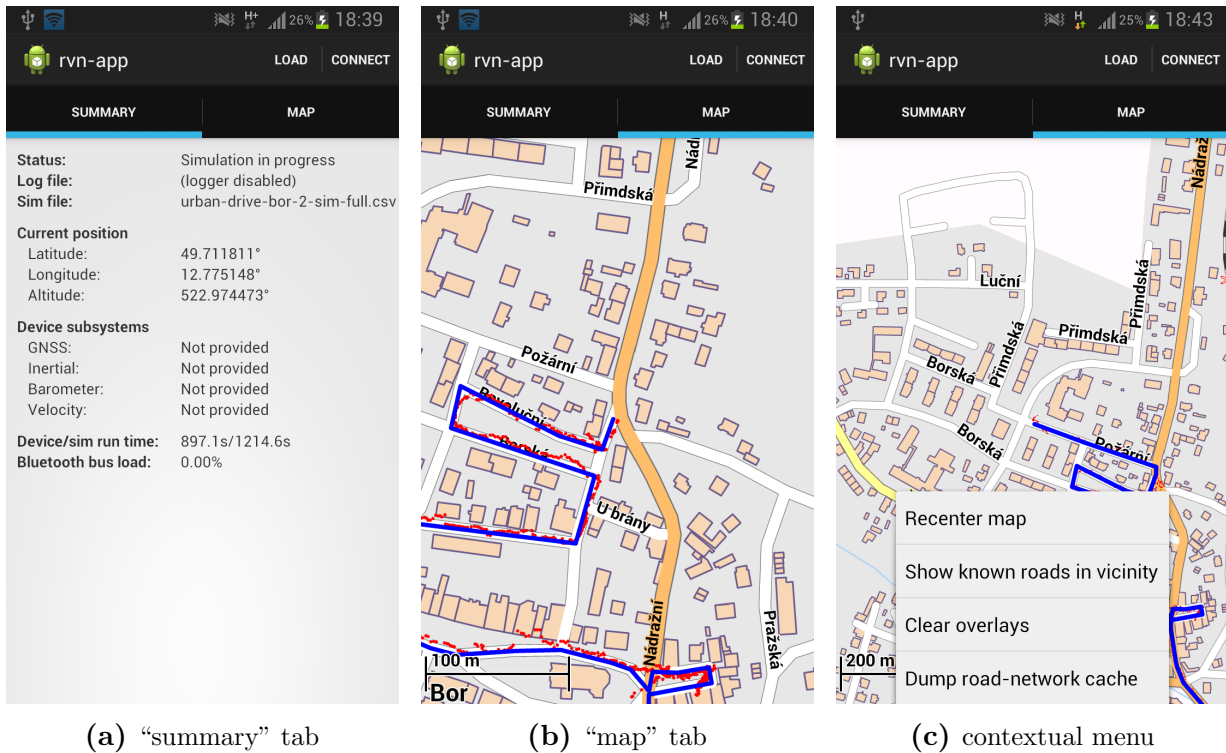 H+ 26% 18:39
rvn-app LOAD CONNECT
SUMMARY MAP
Status: Simulation in progress
Log file: (logger disabled)
Sim file: urban-drive-bor-2-sim-full.csv
Current position
Latitude: 49.711811°
Longitude: 12.775148°
Altitude: 522.974473°
Device subsystems
GNSS: Not provided
Inertial: Not provided
Barometer: Not provided
Velocity: Not provided
Device/sim run time: 897.1s/1214.6s
Bluetooth bus load: 0.00%
(a) “summary” tab
H 26% 18:40
rvn-app LOAD CONNECT
SUMMARY MAP
Nádraž
Přimdská
Požární
Revoluční
Borská
U brány
Nádražní
Pražská
100 m
Bor
(b) “map” tab
H 25% 18:43
rvn-app LOAD CONNECT
SUMMARY MAP
Nádraž
Luční
Přimdská
Přimdská
Přimdská
Borská
Borská
Požární
200 m
Recenter map
Show known roads in vicinity
Clear overlays
Dump road-network cache
(c) contextual menu